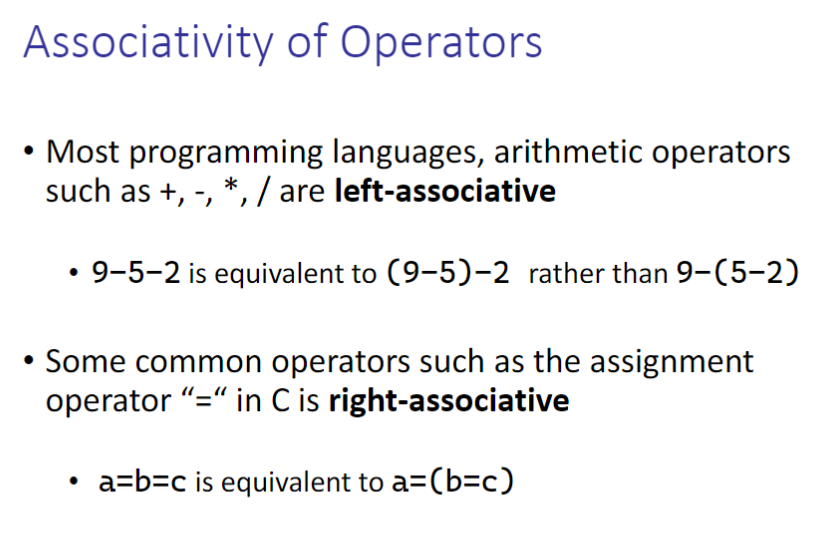 Associativity of Operators
• Most programming languages, arithmetic operators
such as +, -, *, / are left-associative
• 9-5-2 is equivalent to (9-5)-2 rather than 9-(5-2)
• Some common operators such as the assignment
operator “=“ in C is right-associative
• a=b=c is equivalent to a=(b=c)